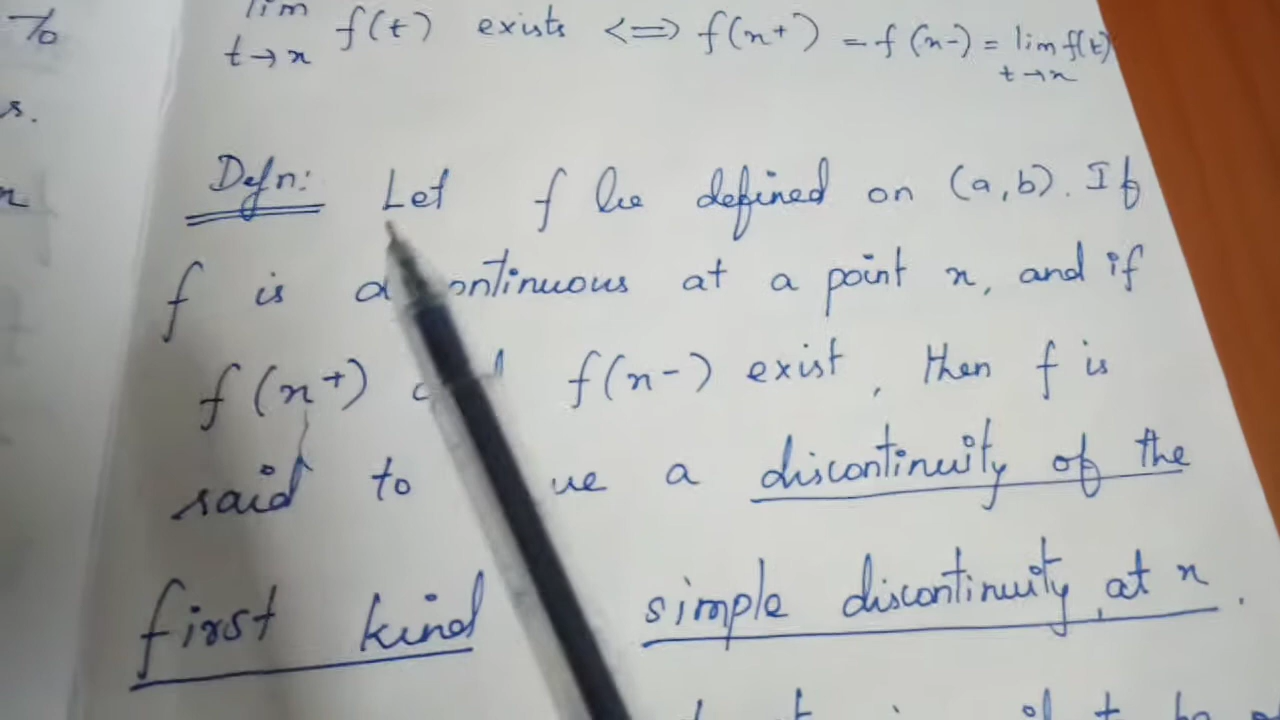 %
s.
n
lim f(t) exists <=> f(x+) = f(x-) = lim f(t)
t→x t→x
Defn: Let f be defined on (a,b). If
f is continuous at a point x, and if
f(x+) f(x-) exist, then f is
said to a discontinuity of the
first kind simple discontinuity at x.